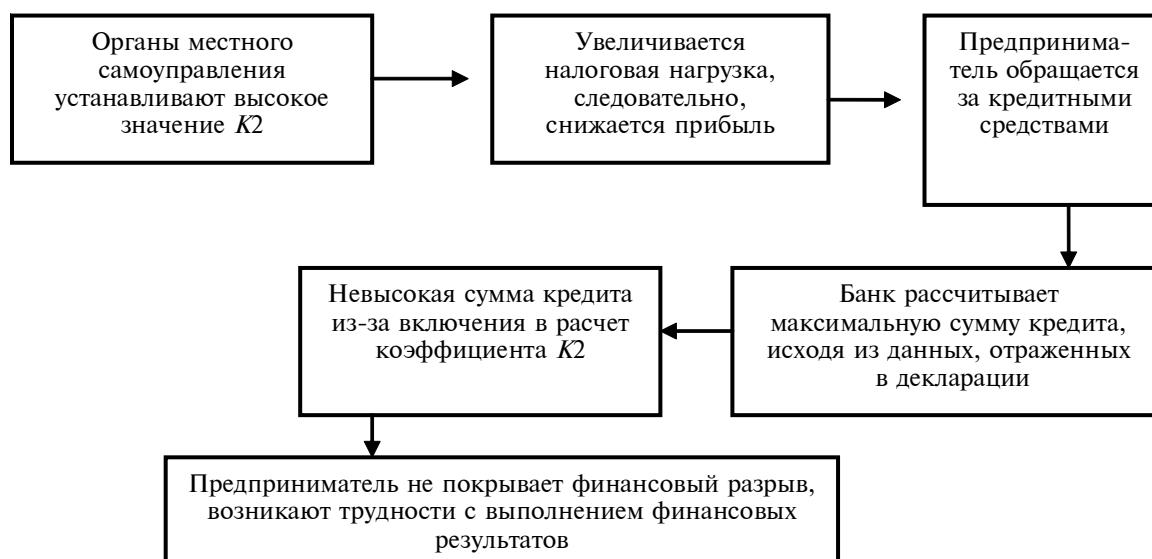 Органы местного
самоуправления
устанавливают высокое
значение K2
Увеличивается
налоговая нагрузка,
следовательно,
снижается прибыль
Предпринима-
тель обращается
за кредитными
средствами
Банк рассчитывает
максимальную сумму кредита,
исходя из данных, отраженных
в декларации
Невысокая сумма кредита
из-за включения в расчет
коэффициента K2
Предприниматель не покрывает финансовый разрыв,
возникают трудности с выполнением финансовых
результатов